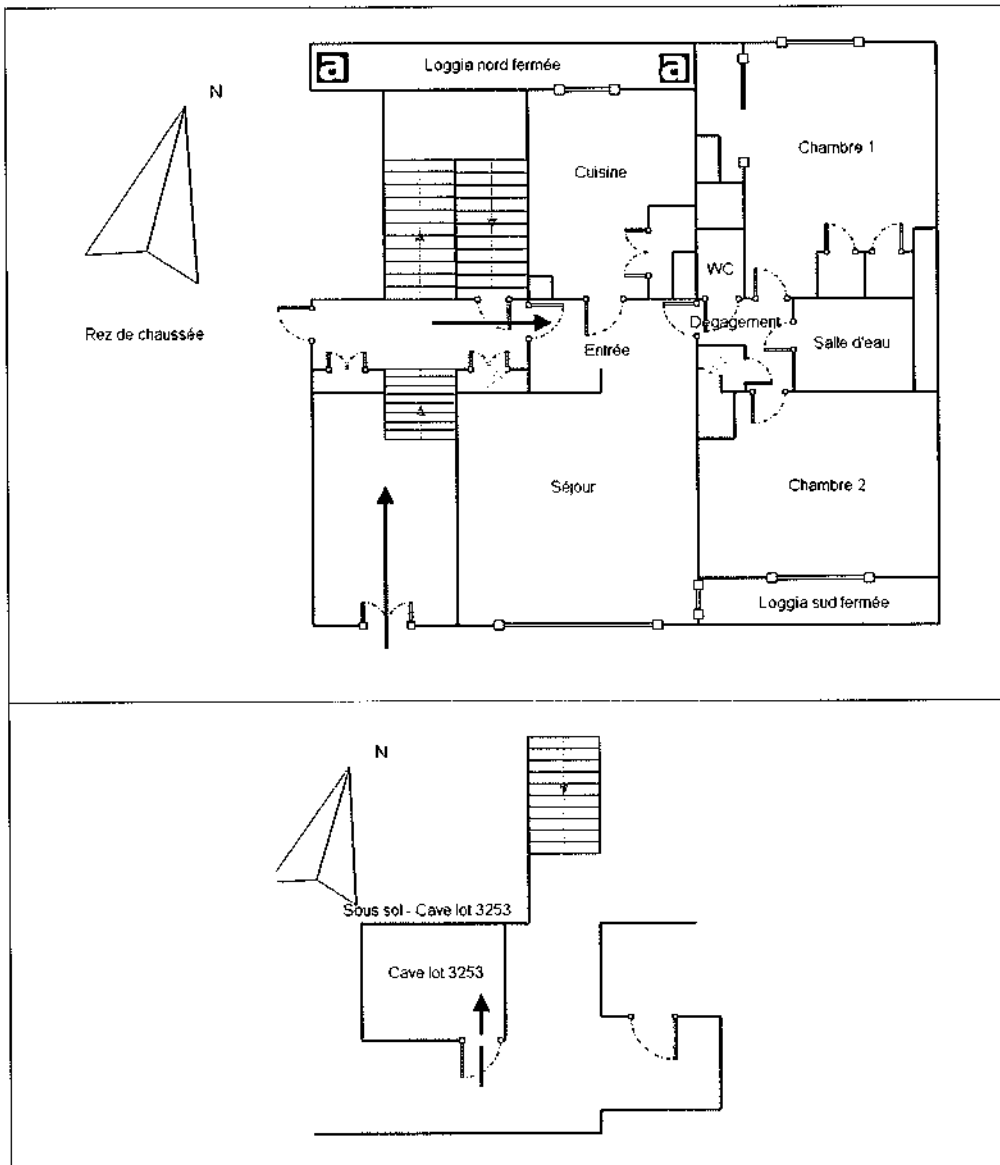 a
Loggia nord fermée
a
N
Chambre 1
Cuisine
WC
Rez de chaussée
Dégagement
Entrée
Salle d'eau
Séjour
Chambre 2
Loggia sud fermée
N
Sous sol - Cave lot 3253
Cave lot 3253